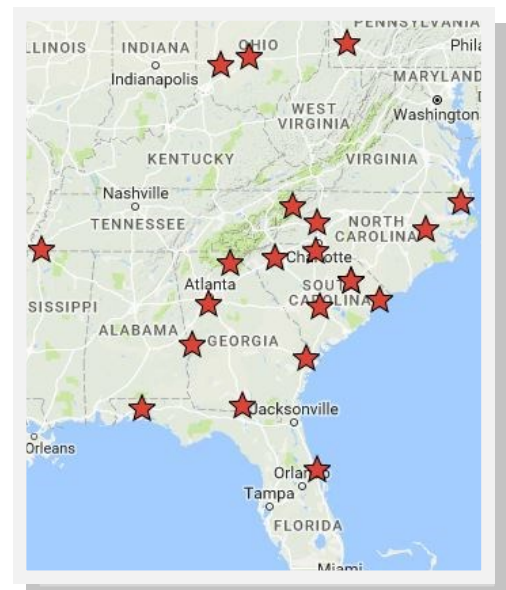 PENNSYLVANIA
LLINOIS
INDIANA
OHIO
Phila
Indianapolis
MARYLAND
Washington
WEST
VIRGINIA
KENTUCKY
VIRGINIA
Nashville
TENNESSEE
NORTH
CAROLINA
Charlotte
Atlanta
SOUTH
CAROLINA
SISSIPPI
ALABAMA
GEORGIA
Jacksonville
Orleans
Orlando
Tampa
FLORIDA
Miami